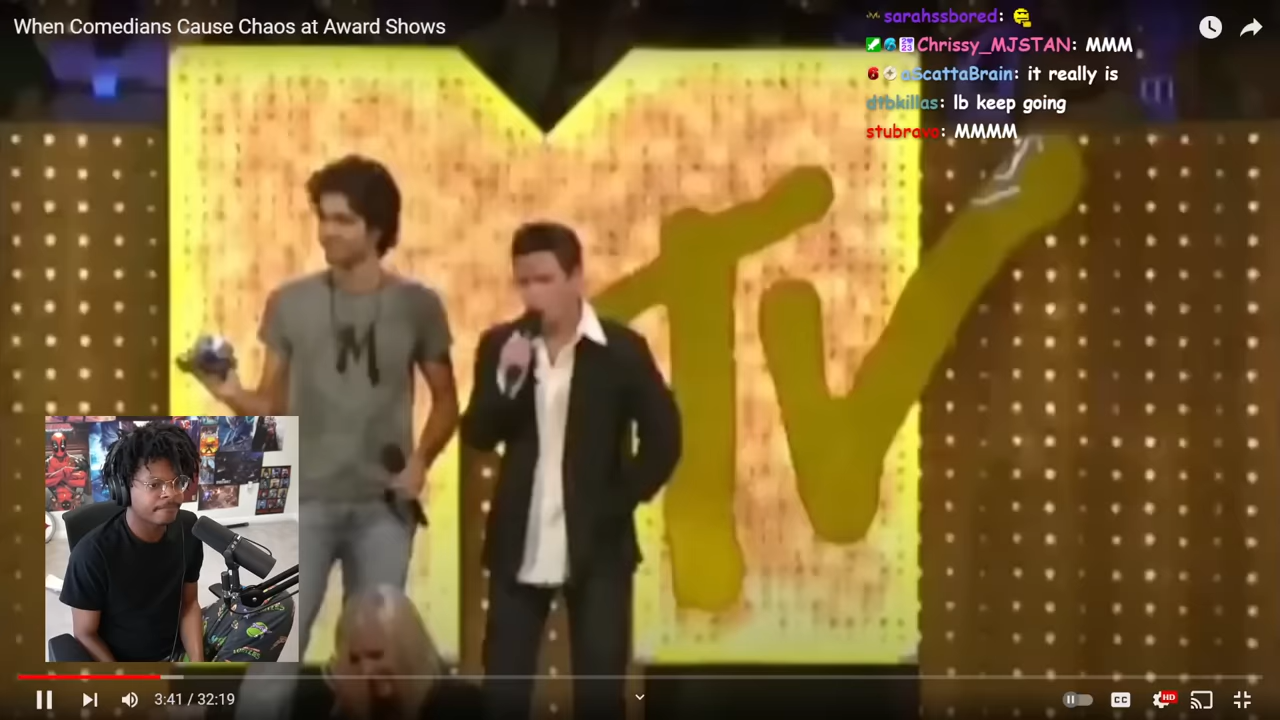 When Comedians Cause Chaos at Award Shows
sarahssbored:
Chrissy_MJSTAN: MMM
aScattaBrain: it really is
dtbkillas: lb keep going
stubravo: MMMM
M
TV
3:41 / 32:19
CC
HD